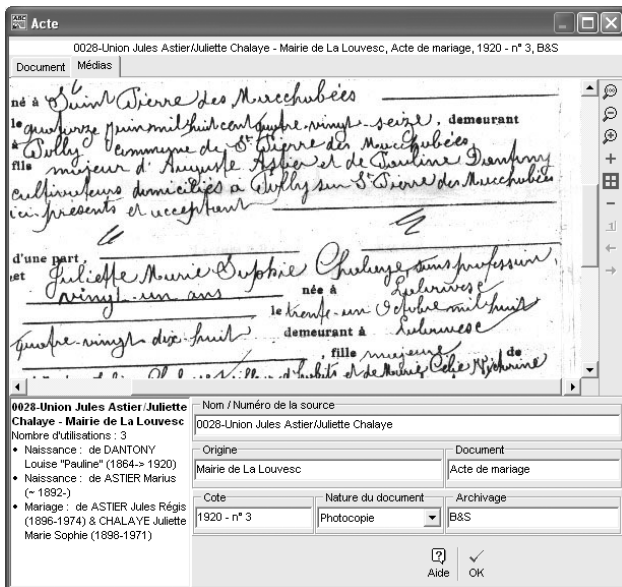 Acte
0028-Union Jules Astier/Juliette Chalaye - Mairie de La Louvesc, Acte de mariage, 1920 - n° 3, B&S
Document Médias
né à Saint Pierre des Macchabées
le quatorze Juin mil huit cent quatre-vingt-seize, demeurant
à commune de St Pierre des Macchabées,
fils majeur d'Auguste Astier et de Pauline Dantony
cultivateurs domiciliés à sur St Pierre des Macchabées
ici présents et acceptant
d'une part,
et Juliette Marie Sophie Chalaye, sans profession,
vingt-un ans née à Lalouvesc
le trente-un Octobre mil huit
quatre-vingt dix-huit demeurant à Lalouvesc
, fille majeure de
et de Marie
0028-Union Jules Astier/Juliette
Chalaye - Mairie de La Louvesc
Nombre d'utilisations : 3
• Naissance : de DANTONY
Louise "Pauline" (1864-> 1920)
• Naissance : de ASTIER Marius
(~ 1892-)
• Mariage : de ASTIER Jules Régis
(1896-1974) & CHALAYE Juliette
Marie Sophie (1898-1971)
Nom / Numéro de la source
0028-Union Jules Astier/Juliette Chalaye
Origine Document
Mairie de La Louvesc Acte de mariage
Cote Nature du document Archivage
1920 - n° 3 Photocopie B&S
Aide OK